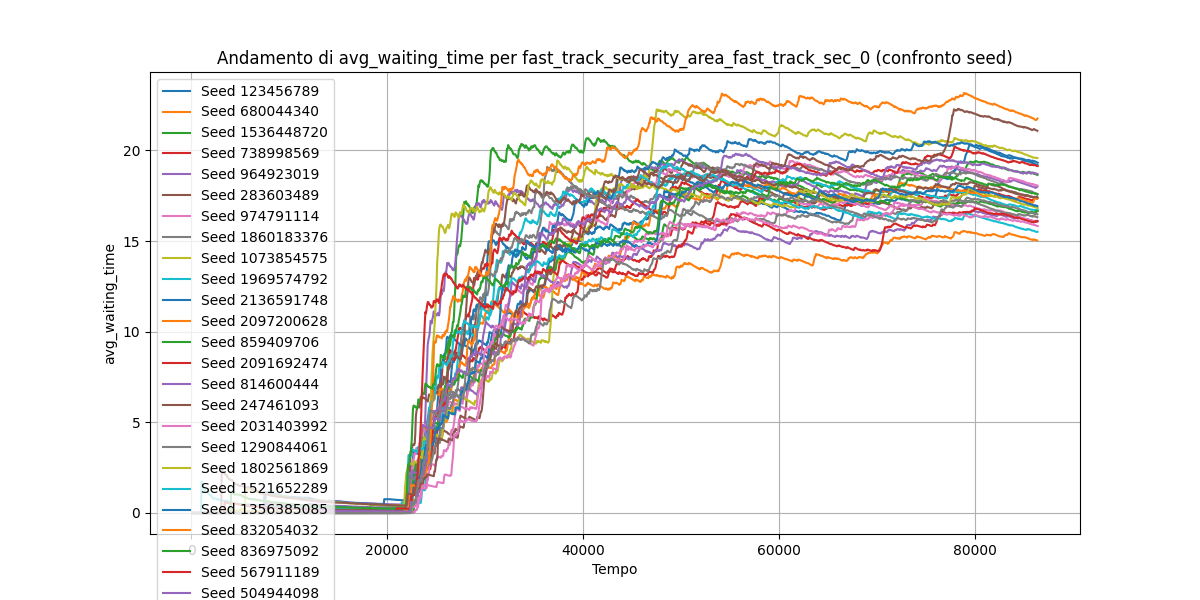 Andamento di avg_waiting_time per fast_track_security_area_fast_track_sec_0 (confronto seed)
avg_waiting_time
20
15
10
5
0
Seed 123456789
Seed 680044340
Seed 1536448720
Seed 738998569
Seed 964923019
Seed 283603489
Seed 974791114
Seed 1860183376
Seed 1073854575
Seed 1969574792
Seed 2136591748
Seed 2097200628
Seed 859409706
Seed 2091692474
Seed 814600444
Seed 247461093
Seed 2031403992
Seed 1290844061
Seed 1802561869
Seed 1521652289
Seed 1356385085
Seed 832054032
Seed 836975092
Seed 567911189
Seed 504944098
0 20000 40000 60000 80000
Tempo